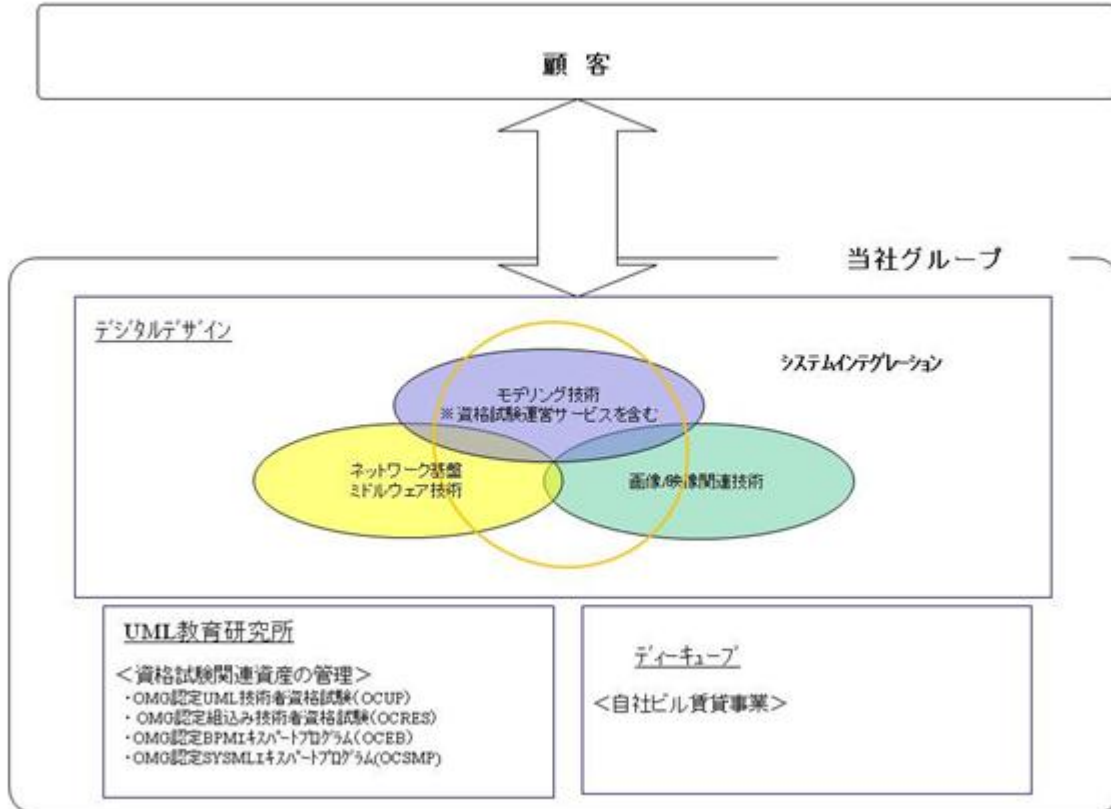 顧 客
当社グループ
デジタルデザイン
システムインテグレーション
モデリング技術
※資格試験運営サービスを含む
ネットワーク基盤
ミドルウェア技術
画像/映像関連技術
UML教育研究所
<資格試験関連資産の管理>
・OMG認定UML技術者資格試験(OCUP)
・OMG認定組込み技術者資格試験(OCRES)
・OMG認定BPMエキスパートプログラム(OCEB)
・OMG認定SYSMLエキスパートプログラム(OCSMP)
ディーキューブ
<自社ビル賃貸事業>